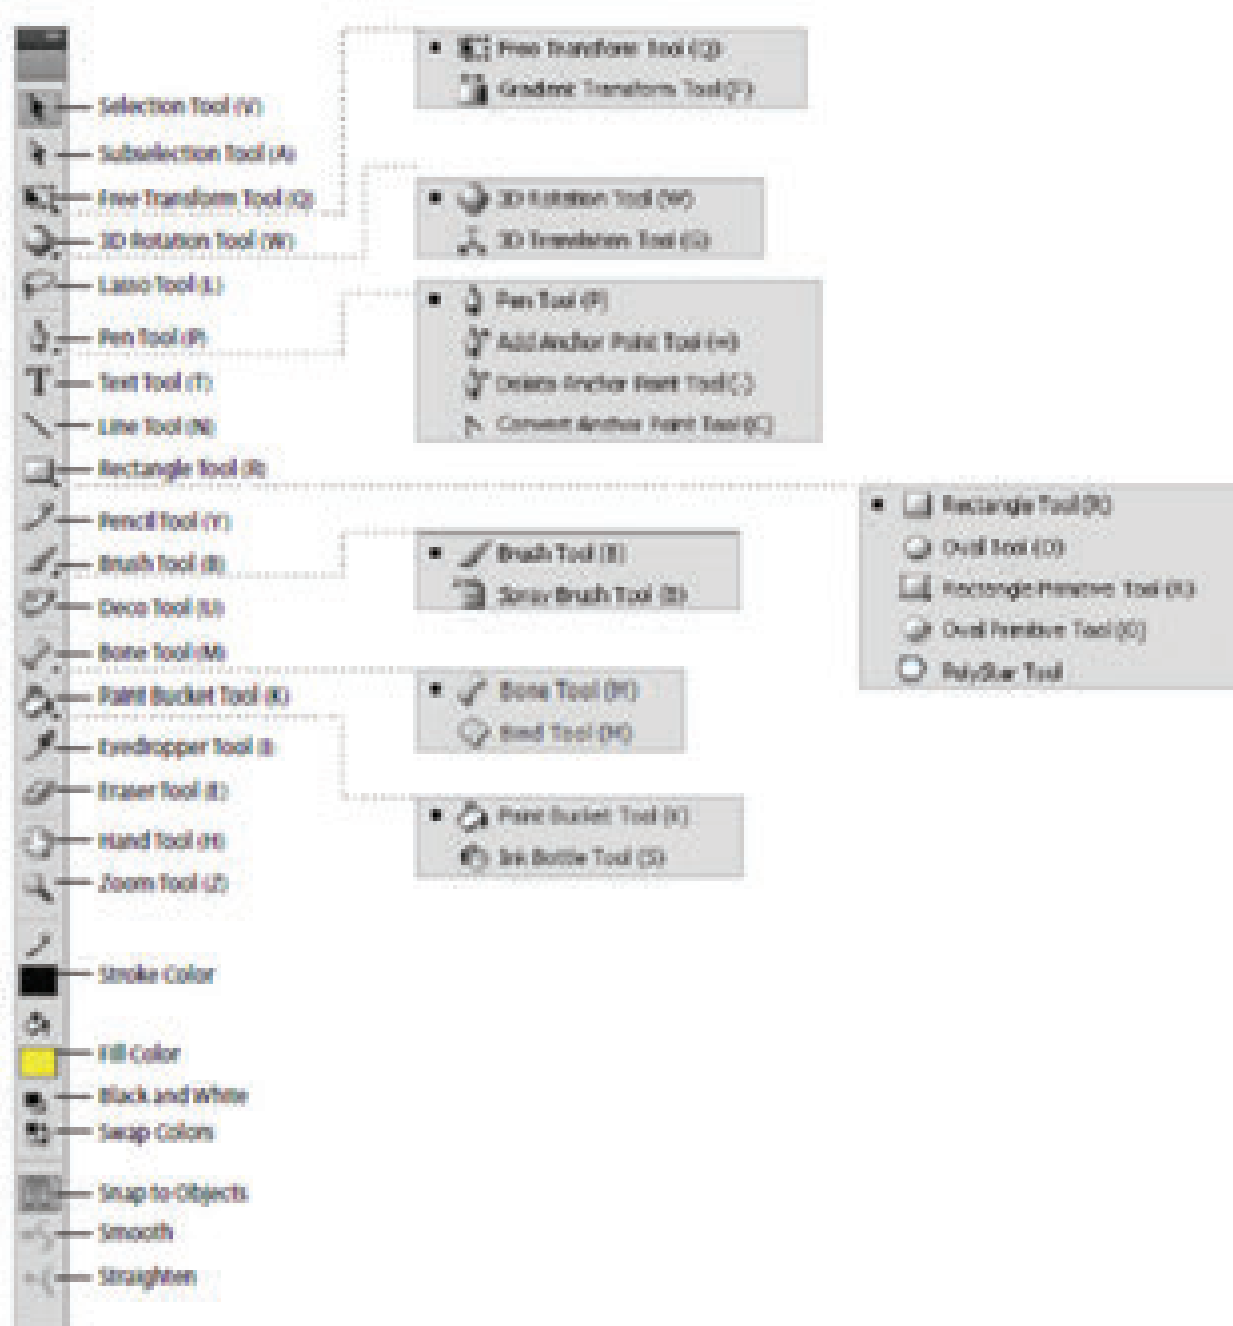 Selection Tool (V)
Subselection Tool (A)
Free Transform Tool (Q)
3D Rotation Tool (W)
Lasso Tool (L)
Pen Tool (P)
Text Tool (T)
Line Tool (N)
Rectangle Tool (R)
Pencil Tool (Y)
Brush Tool (B)
Deco Tool (U)
Bone Tool (M)
Paint Bucket Tool (K)
Eyedropper Tool (I)
Eraser Tool (E)
Hand Tool (H)
Zoom Tool (Z)
Stroke Color
Fill Color
Black and White
Swap Colors
Snap to Objects
Smooth
Straighten
Free Transform Tool (Q)
Gradient Transform Tool (F)
3D Rotation Tool (W)
3D Translation Tool (G)
Pen Tool (P)
Add Anchor Point Tool (=)
Delete Anchor Point Tool (-)
Convert Anchor Point Tool (C)
Brush Tool (B)
Spray Brush Tool (B)
Bone Tool (M)
Bind Tool (M)
Paint Bucket Tool (K)
Ink Bottle Tool (S)
Rectangle Tool (R)
Oval Tool (O)
Rectangle Primitive Tool (R)
Oval Primitive Tool (O)
PolyStar Tool